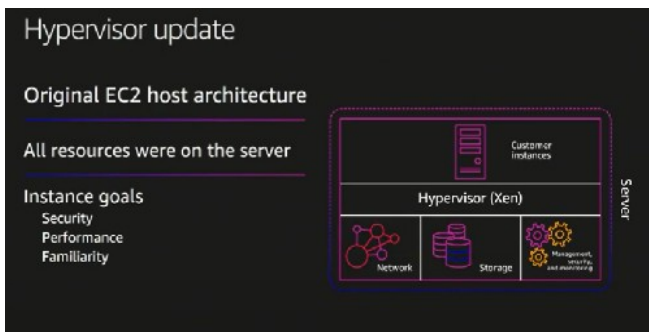 Hypervisor update
Original EC2 host architecture
All resources were on the server
Instance goals
Security
Performance
Familiarity
Customer
instances
Hypervisor (Xen)
Network
Storage
Management,
security,
and monitoring
Server